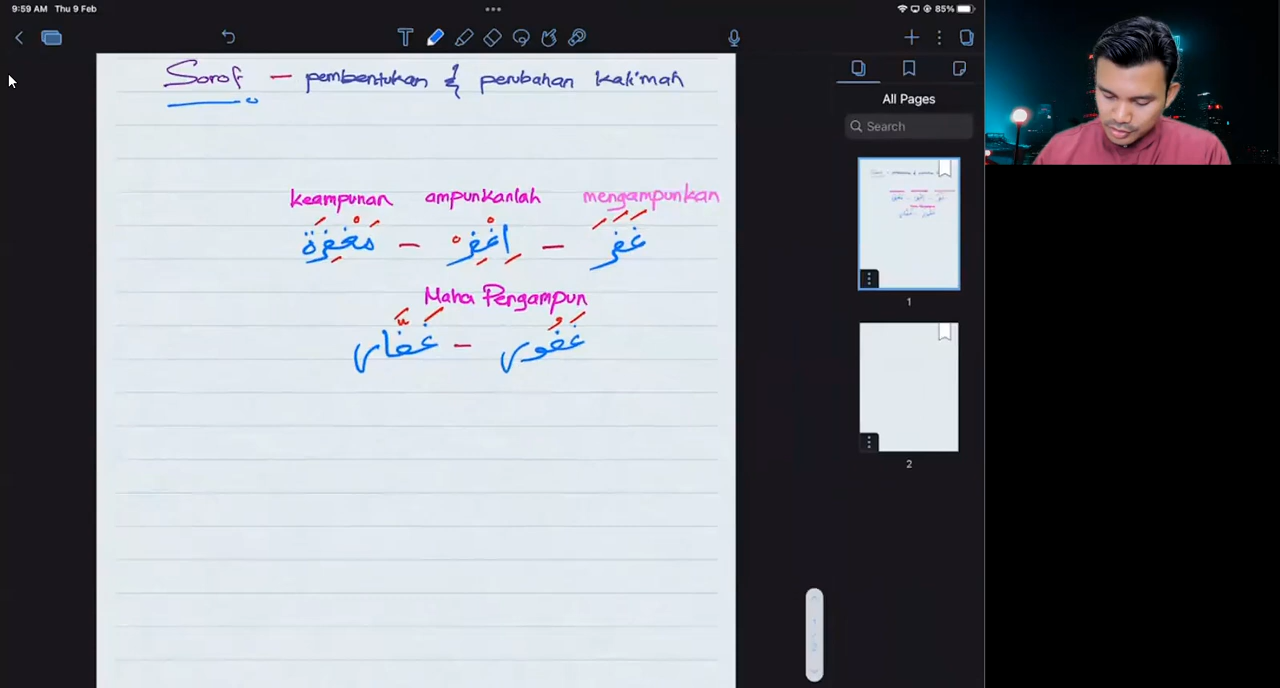 9:59 AM Thu 9 Feb
85%
Sorof — pembentukan & perubahan kalimah
All Pages
Search
keampunan ampunkanlah mengampunkan
غَفَرَ – اِغْفِرْ – مَغْفِرَة
Maha Pengampun
غَفُور – غَفَّار
1
2